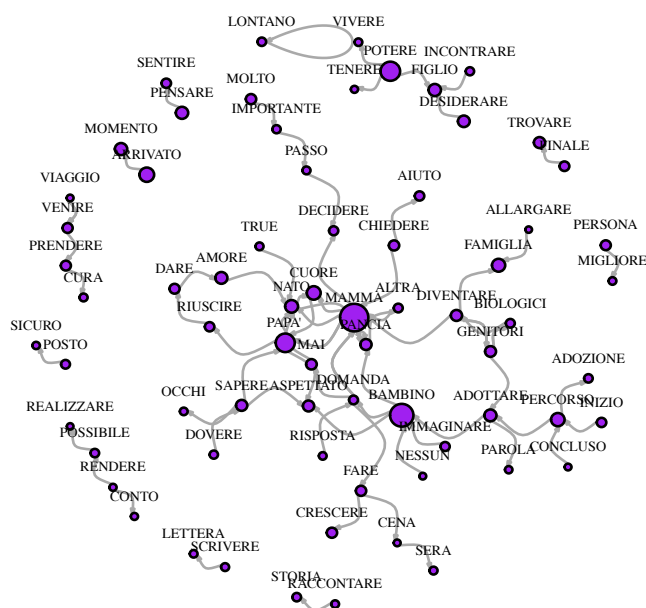 LONTANO
VIVERE
POTERE
INCONTRARE
SENTIRE
TENERE
FIGLIO
MOLTO
PENSARE
DESIDERARE
IMPORTANTE
TROVARE
MOMENTO
FINALE
ARRIVATO
PASSO
VIAGGIO
AIUTO
VENIRE
DECIDERE
ALLARGARE
TRUE
CHIEDERE
PERSONA
PRENDERE
FAMIGLIA
AMORE
MIGLIORE
DARE
CUORE
CURA
NATO
ALTRA
MAMMA
DIVENTARE
BIOLOGICI
RIUSCIRE
PAPA'
PANCIA
SICURO
GENITORI
POSTO
MAI
ADOZIONE
OCCHI
SAPERE
ASPETTATO
DOMANDA
BAMBINO
ADOTTARE
PERCORSO
REALIZZARE
INIZIO
POSSIBILE
DOVERE
RISPOSTA
IMMAGINARE
NESSUN
PAROLA
CONCLUSO
RENDERE
FARE
CONTO
CRESCERE
CENA
LETTERA
SCRIVERE
SERA
STORIA
RACCONTARE